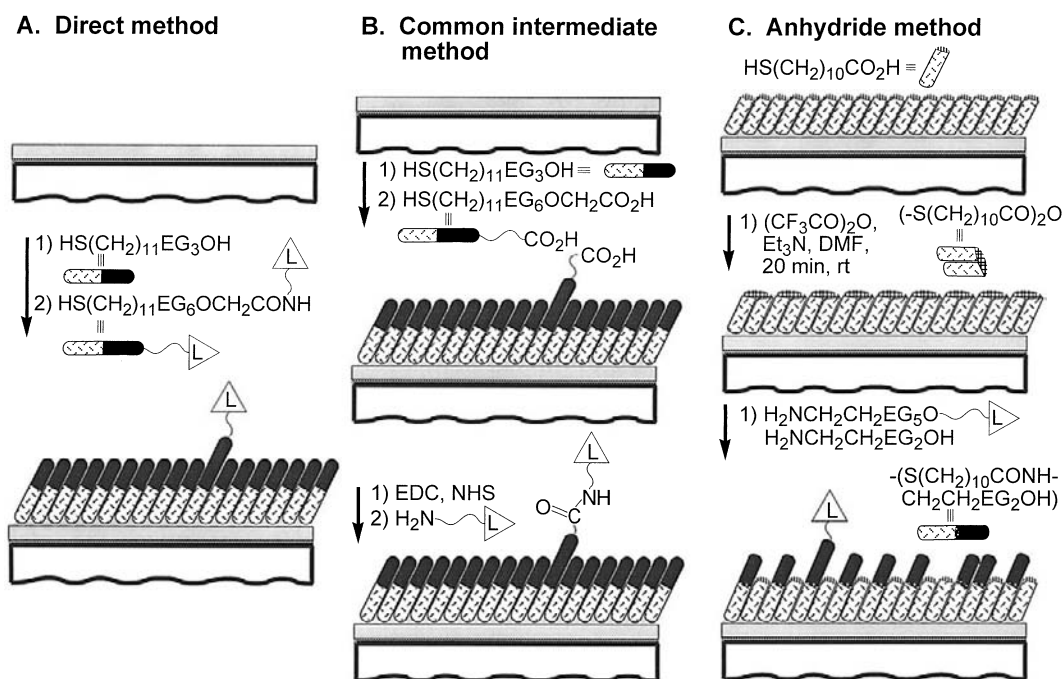 A. Direct method
1) HS(CH₂)₁₁EG₃OH
L
2) HS(CH₂)₁₁EG₆OCH₂CONH
L
L
B. Common intermediate
method
1) HS(CH₂)₁₁EG₃OH ≡
2) HS(CH₂)₁₁EG₆OCH₂CO₂H
CO₂H
CO₂H
L
1) EDC, NHS
NH
2) H₂N
L
O=C
C. Anhydride method
HS(CH₂)₁₀CO₂H ≡
1) (CF₃CO)₂O,
Et₃N, DMF,
20 min, rt
(-S(CH₂)₁₀CO)₂O
1) H₂NCH₂CH₂EG₅O
L
H₂NCH₂CH₂EG₂OH
-(S(CH₂)₁₀CONH-
CH₂CH₂EG₂OH)
L